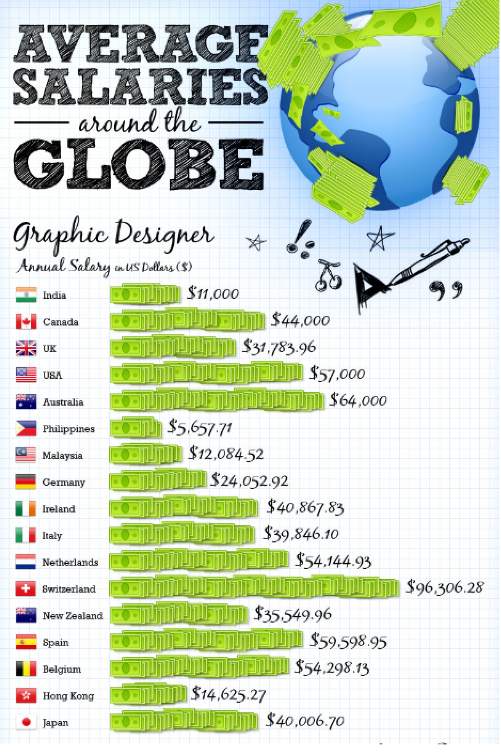 AVERAGE
SALARIES
around the
GLOBE
Graphic Designer
Annual Salary in US Dollars ($)
India $11,000
Canada $44,000
UK $31,783.96
USA $57,000
Australia $64,000
Philippines $5,657.71
Malaysia $12,084.52
Germany $24,052.92
Ireland $40,867.83
Italy $39,846.10
Netherlands $54,144.93
Switzerland $96,306.28
New Zealand $35,549.96
Spain $59,598.95
Belgium $54,298.13
Hong Kong $14,625.27
Japan $40,006.70